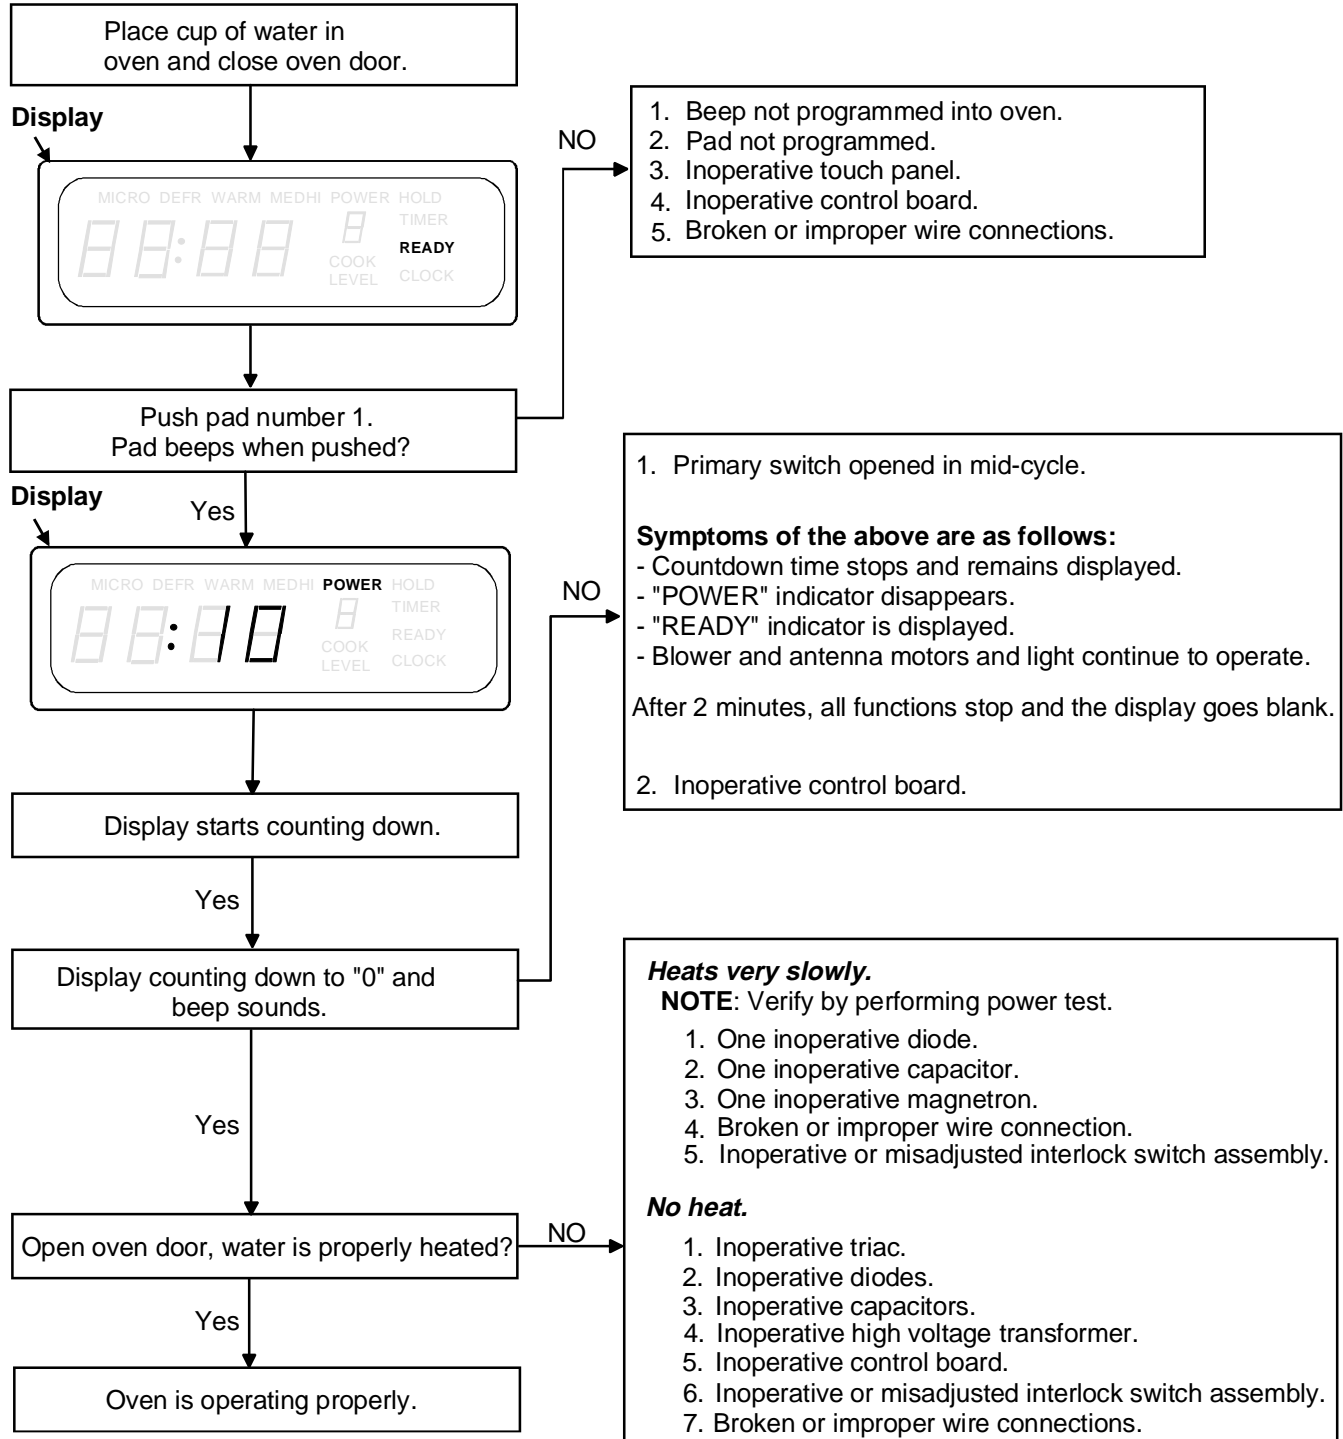 Place cup of water in
oven and close oven door.
Display
MICRO DEFR WARM MEDHI POWER HOLD
TIMER
88:88 8
READY
COOK
LEVEL CLOCK
NO
1. Beep not programmed into oven.
2. Pad not programmed.
3. Inoperative touch panel.
4. Inoperative control board.
5. Broken or improper wire connections.
Push pad number 1.
Pad beeps when pushed?
Display
Yes
MICRO DEFR WARM MEDHI POWER HOLD
TIMER
:10
READY
COOK
LEVEL CLOCK
NO
1. Primary switch opened in mid-cycle.
Symptoms of the above are as follows:
- Countdown time stops and remains displayed.
- "POWER" indicator disappears.
- "READY" indicator is displayed.
- Blower and antenna motors and light continue to operate.
After 2 minutes, all functions stop and the display goes blank.
2. Inoperative control board.
Display starts counting down.
Yes
Display counting down to "0" and
beep sounds.
Yes
Open oven door, water is properly heated?
NO
Heats very slowly.
NOTE: Verify by performing power test.
1. One inoperative diode.
2. One inoperative capacitor.
3. One inoperative magnetron.
4. Broken or improper wire connection.
5. Inoperative or misadjusted interlock switch assembly.
No heat.
1. Inoperative triac.
2. Inoperative diodes.
3. Inoperative capacitors.
4. Inoperative high voltage transformer.
5. Inoperative control board.
6. Inoperative or misadjusted interlock switch assembly.
7. Broken or improper wire connections.
Yes
Oven is operating properly.